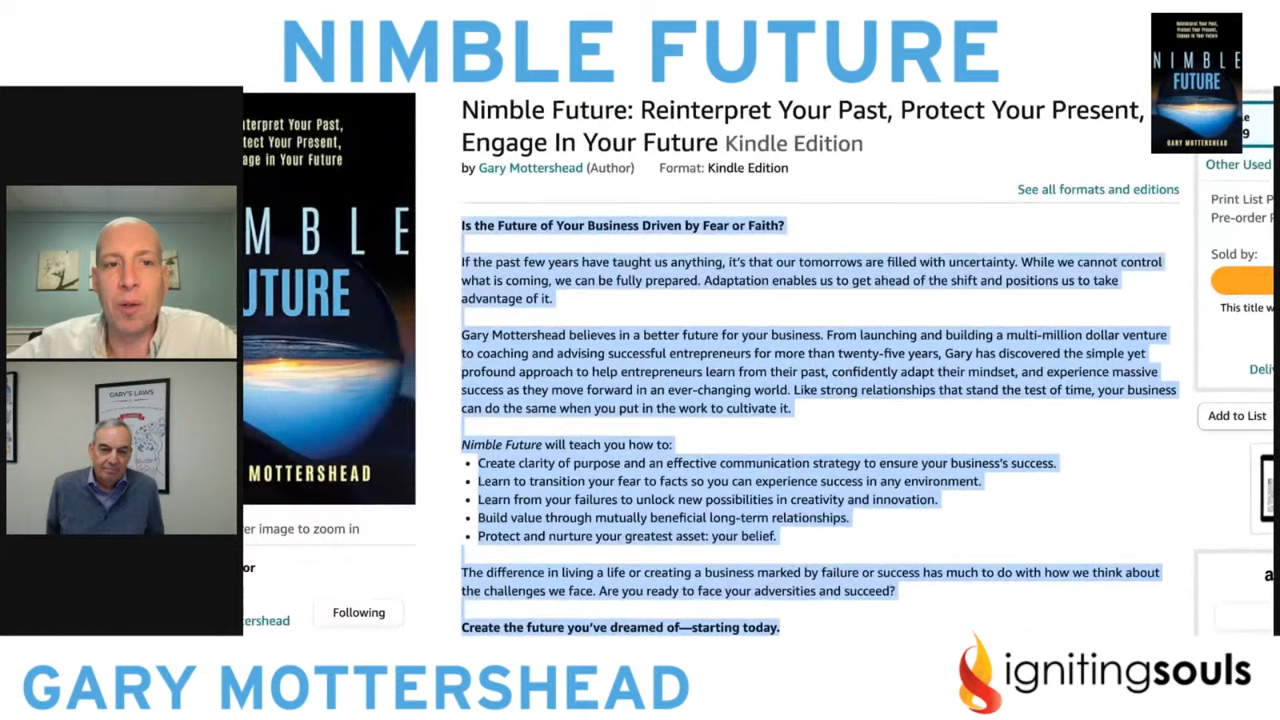 NIMBLE FUTURE
Reinterpret Your Past,
Protect Your Present,
Engage In Your Future
NIMBLE
FUTURE
GARY MOTTERSHEAD
terpret Your Past,
tect Your Present,
age in Your Future
MBLE
UTURE
MOTTERSHEAD
er image to zoom in
or
ershead
Following
GARY'S LAWS
Nimble Future: Reinterpret Your Past, Protect Your Present,
Engage In Your Future Kindle Edition
by Gary Mottershead (Author) Format: Kindle Edition
See all formats and editions
Is the Future of Your Business Driven by Fear or Faith?
If the past few years have taught us anything, it's that our tomorrows are filled with uncertainty. While we cannot control
what is coming, we can be fully prepared. Adaptation enables us to get ahead of the shift and positions us to take
advantage of it.
Gary Mottershead believes in a better future for your business. From launching and building a multi-million dollar venture
to coaching and advising successful entrepreneurs for more than twenty-five years, Gary has discovered the simple yet
profound approach to help entrepreneurs learn from their past, confidently adapt their mindset, and experience massive
success as they move forward in an ever-changing world. Like strong relationships that stand the test of time, your business
can do the same when you put in the work to cultivate it.
Nimble Future will teach you how to:
• Create clarity of purpose and an effective communication strategy to ensure your business's success.
• Learn to transition your fear to facts so you can experience success in any environment.
• Learn from your failures to unlock new possibilities in creativity and innovation.
• Build value through mutually beneficial long-term relationships.
• Protect and nurture your greatest asset: your belief.
The difference in living a life or creating a business marked by failure or success has much to do with how we think about
the challenges we face. Are you ready to face your adversities and succeed?
Create the future you've dreamed of—starting today.
le
9
Other Used
Print List P
Pre-order
Sold by:
This title w
Deli
Add to List
a
GARY MOTTERSHEAD
ignitingsouls